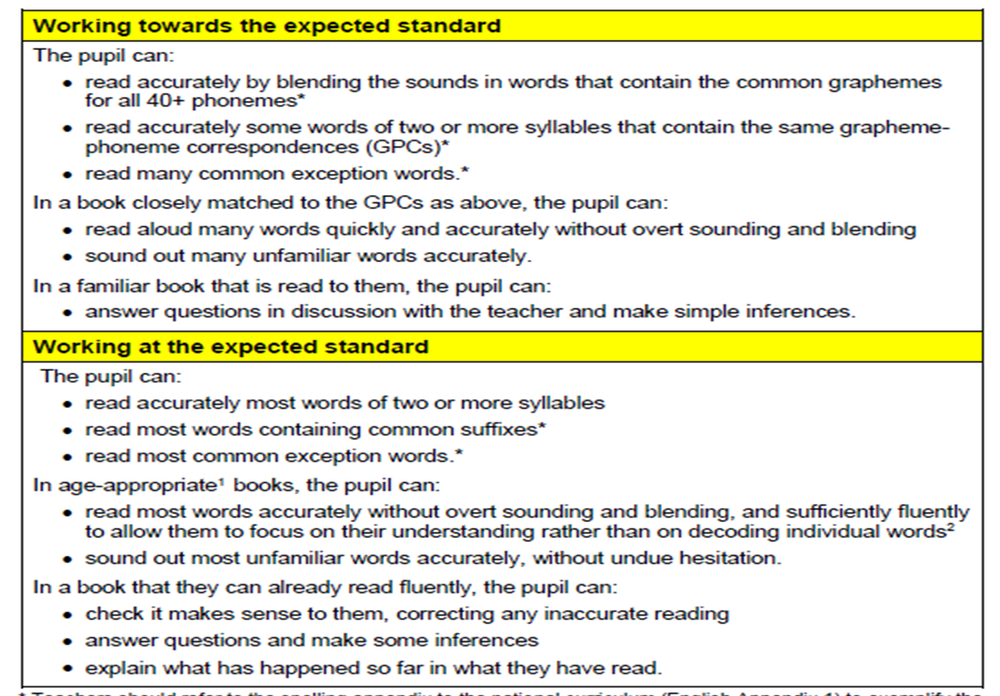 Working towards the expected standard
The pupil can:
• read accurately by blending the sounds in words that contain the common graphemes
for all 40+ phonemes*
• read accurately some words of two or more syllables that contain the same grapheme-
phoneme correspondences (GPCs)*
• read many common exception words.*
In a book closely matched to the GPCs as above, the pupil can:
• read aloud many words quickly and accurately without overt sounding and blending
• sound out many unfamiliar words accurately.
In a familiar book that is read to them, the pupil can:
• answer questions in discussion with the teacher and make simple inferences.
Working at the expected standard
The pupil can:
• read accurately most words of two or more syllables
• read most words containing common suffixes*
• read most common exception words.*
In age-appropriate¹ books, the pupil can:
• read most words accurately without overt sounding and blending, and sufficiently fluently
to allow them to focus on their understanding rather than on decoding individual words²
• sound out most unfamiliar words accurately, without undue hesitation.
In a book that they can already read fluently, the pupil can:
• check it makes sense to them, correcting any inaccurate reading
• answer questions and make some inferences
• explain what has happened so far in what they have read.
* Teachers should refer to the spelling appendix to the national curriculum (English Appendix 1) to exemplify the